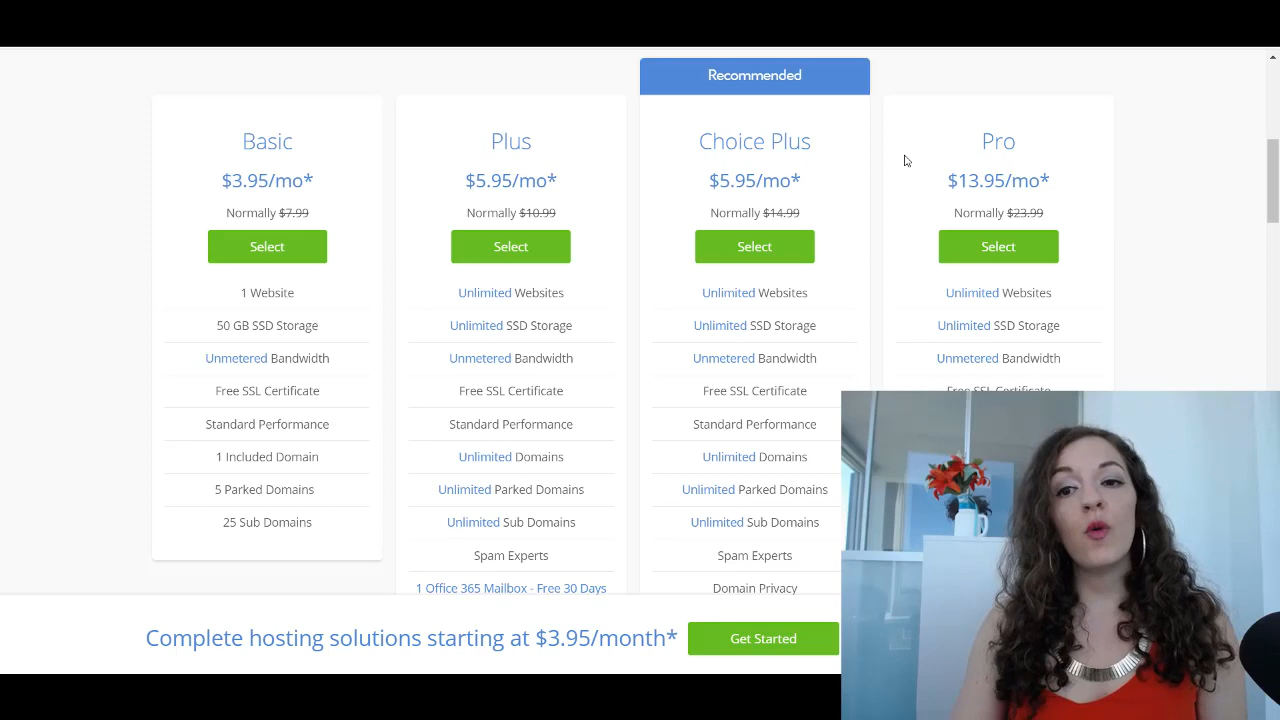 Recommended
Basic
$3.95/mo*
Normally $7.99
Select
1 Website
50 GB SSD Storage
Unmetered Bandwidth
Free SSL Certificate
Standard Performance
1 Included Domain
5 Parked Domains
25 Sub Domains
Plus
$5.95/mo*
Normally $10.99
Select
Unlimited Websites
Unlimited SSD Storage
Unmetered Bandwidth
Free SSL Certificate
Standard Performance
Unlimited Domains
Unlimited Parked Domains
Unlimited Sub Domains
Spam Experts
1 Office 365 Mailbox - Free 30 Days
Choice Plus
$5.95/mo*
Normally $14.99
Select
Unlimited Websites
Unlimited SSD Storage
Unmetered Bandwidth
Free SSL Certificate
Standard Performance
Unlimited Domains
Unlimited Parked Domains
Unlimited Sub Domains
Spam Experts
Domain Privacy
Pro
$13.95/mo*
Normally $23.99
Select
Unlimited Websites
Unlimited SSD Storage
Unmetered Bandwidth
Free SSL Certificate
Complete hosting solutions starting at $3.95/month*
Get Started